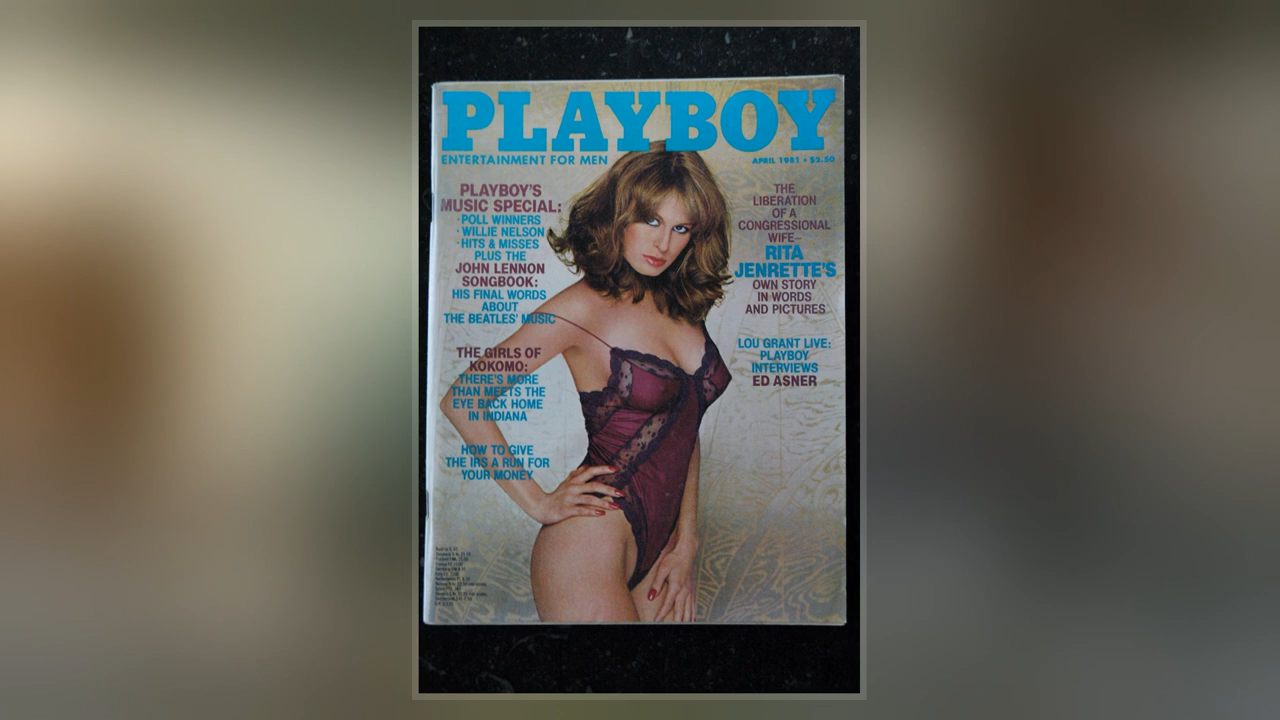 PLAYBOY
ENTERTAINMENT FOR MEN
APRIL 1981 • $2.50
PLAYBOY'S
MUSIC SPECIAL:
·POLL WINNERS
·WILLIE NELSON
·HITS & MISSES
PLUS THE
JOHN LENNON
SONGBOOK:
HIS FINAL WORDS
ABOUT
THE BEATLES' MUSIC
THE GIRLS OF
KOKOMO:
THERE'S MORE
THAN MEETS THE
EYE BACK HOME
IN INDIANA
HOW TO GIVE
THE IRS A RUN FOR
YOUR MONEY
THE
LIBERATION
OF A
CONGRESSIONAL
WIFE–
RITA
JENRETTE'S
OWN STORY
IN WORDS
AND PICTURES
LOU GRANT LIVE:
PLAYBOY
INTERVIEWS
ED ASNER